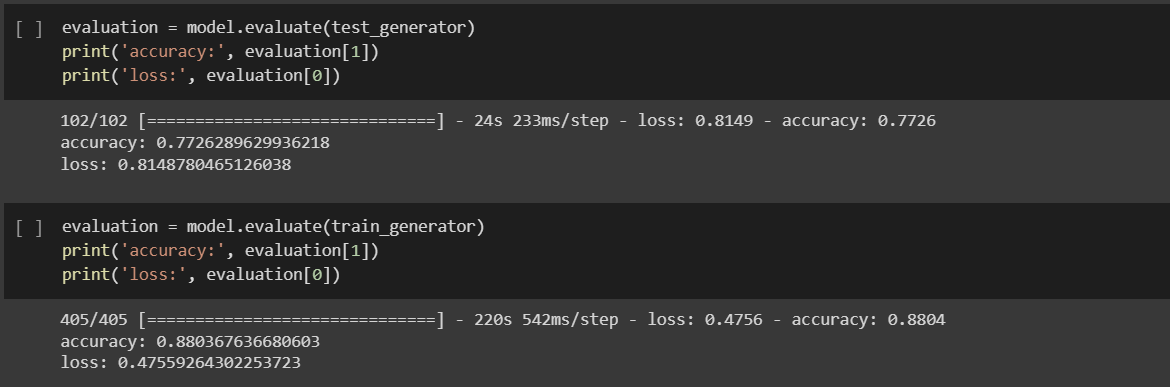 [ ] evaluation = model.evaluate(test_generator)
print('accuracy:', evaluation[1])
print('loss:', evaluation[0])
102/102 [==============================] - 24s 233ms/step - loss: 0.8149 - accuracy: 0.7726
accuracy: 0.7726289629936218
loss: 0.8148780465126038
[ ] evaluation = model.evaluate(train_generator)
print('accuracy:', evaluation[1])
print('loss:', evaluation[0])
405/405 [==============================] - 220s 542ms/step - loss: 0.4756 - accuracy: 0.8804
accuracy: 0.880367636680603
loss: 0.47559264302253723